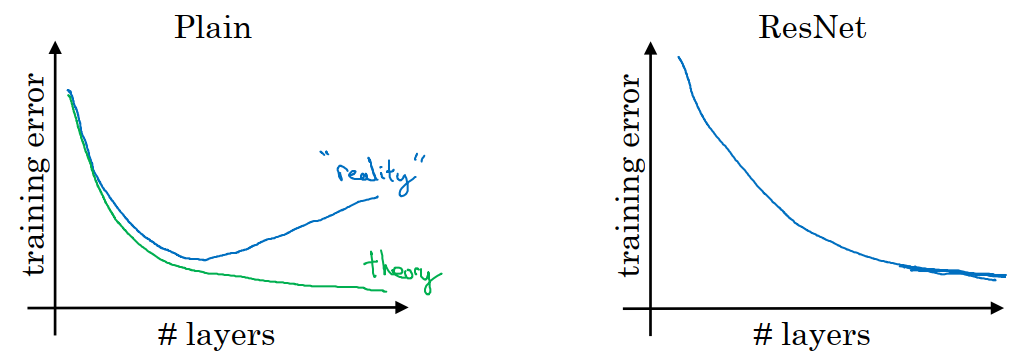 Plain
training error
"reality"
theory
# layers
ResNet
training error
# layers